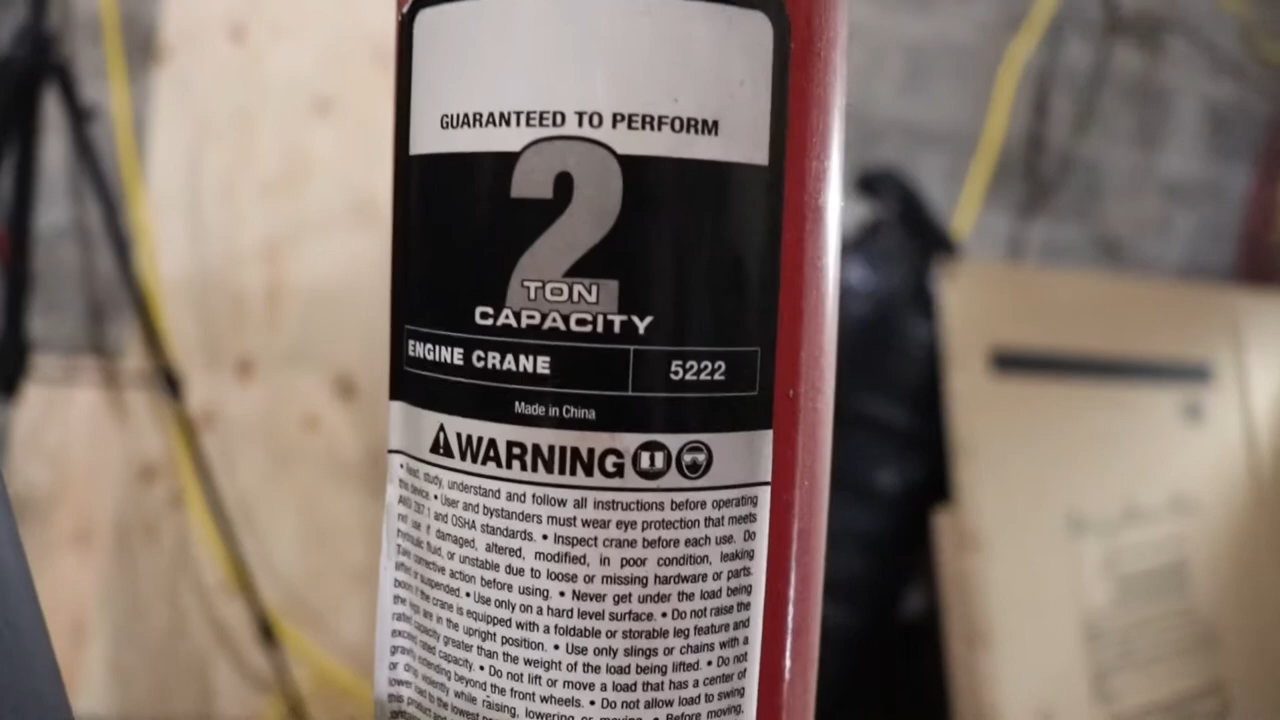 GUARANTEED TO PERFORM
2
TON
CAPACITY
ENGINE CRANE 5222
Made in China
WARNING
• Read, study, understand and follow all instructions before operating
this device. • User and bystanders must wear eye protection that meets
ANSI Z87.1 and OSHA standards. • Inspect crane before each use. Do
not use if damaged, altered, modified, in poor condition, leaking
hydraulic fluid, or unstable due to loose or missing hardware or parts.
Take corrective action before using. • Never get under the load being
lifted or suspended. • Use only on a hard level surface. • Do not raise the
boom if the crane is equipped with a foldable or storable leg feature and
the legs are in the upright position. • Use only slings or chains with a
rated capacity greater than the weight of the load being lifted. • Do not
exceed rated capacity. • Do not lift or move a load that has a center of
gravity extending beyond the front wheels. • Do not allow load to swing
or drop violently while raising, lowering or moving. • Before moving,
lower load to the lowest
this product and